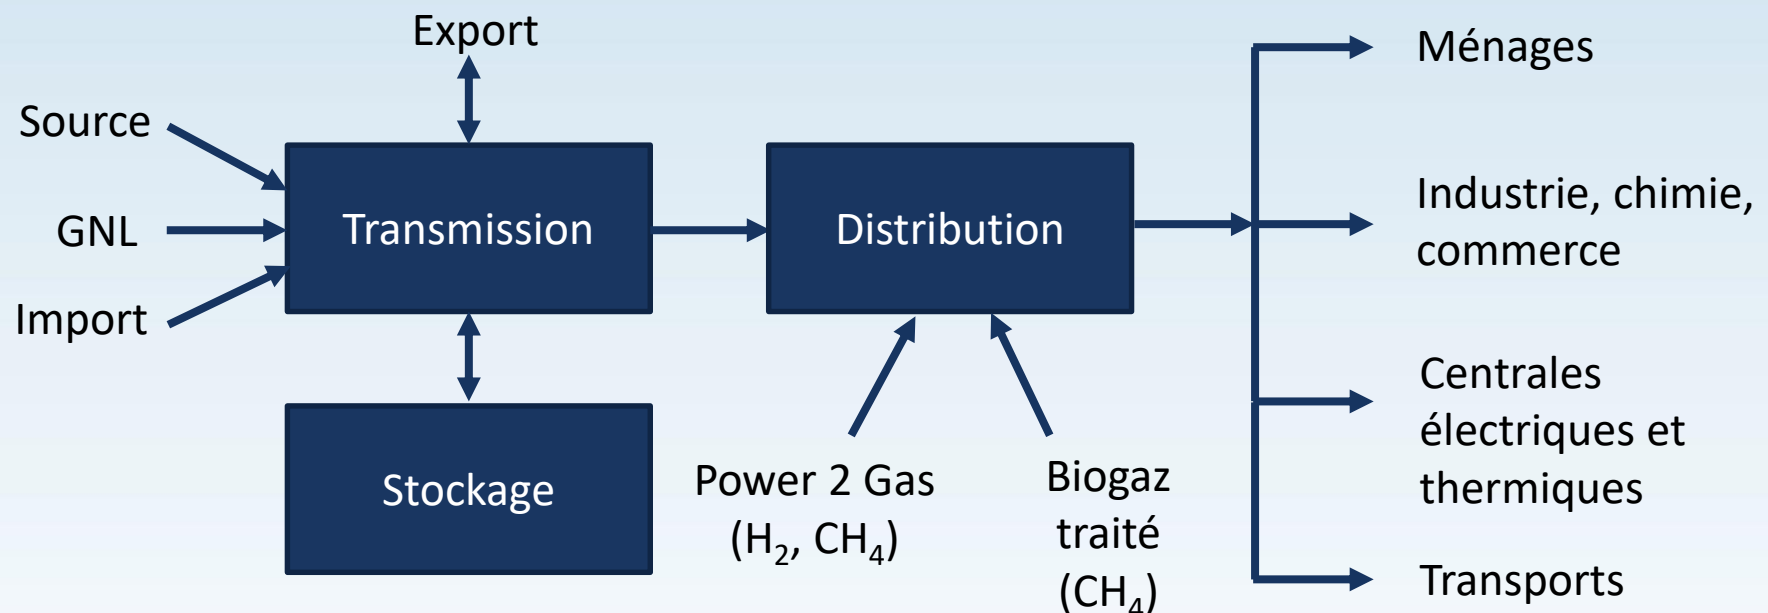 Export
Source
GNL
Import
Transmission
Stockage
Distribution
Power 2 Gas
(H₂, CH₄)
Biogaz
traité
(CH₄)
Ménages
Industrie, chimie,
commerce
Centrales
électriques et
thermiques
Transports